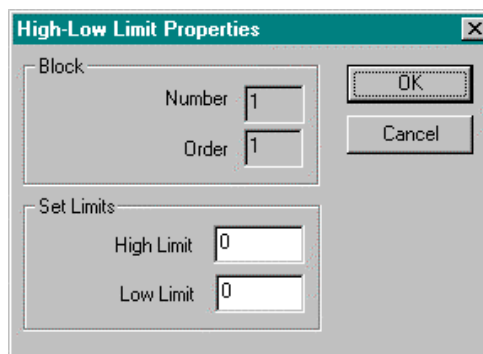 High-Low Limit Properties
Block
Number 1
Order 1
OK
Cancel
Set Limits
High Limit 0
Low Limit 0